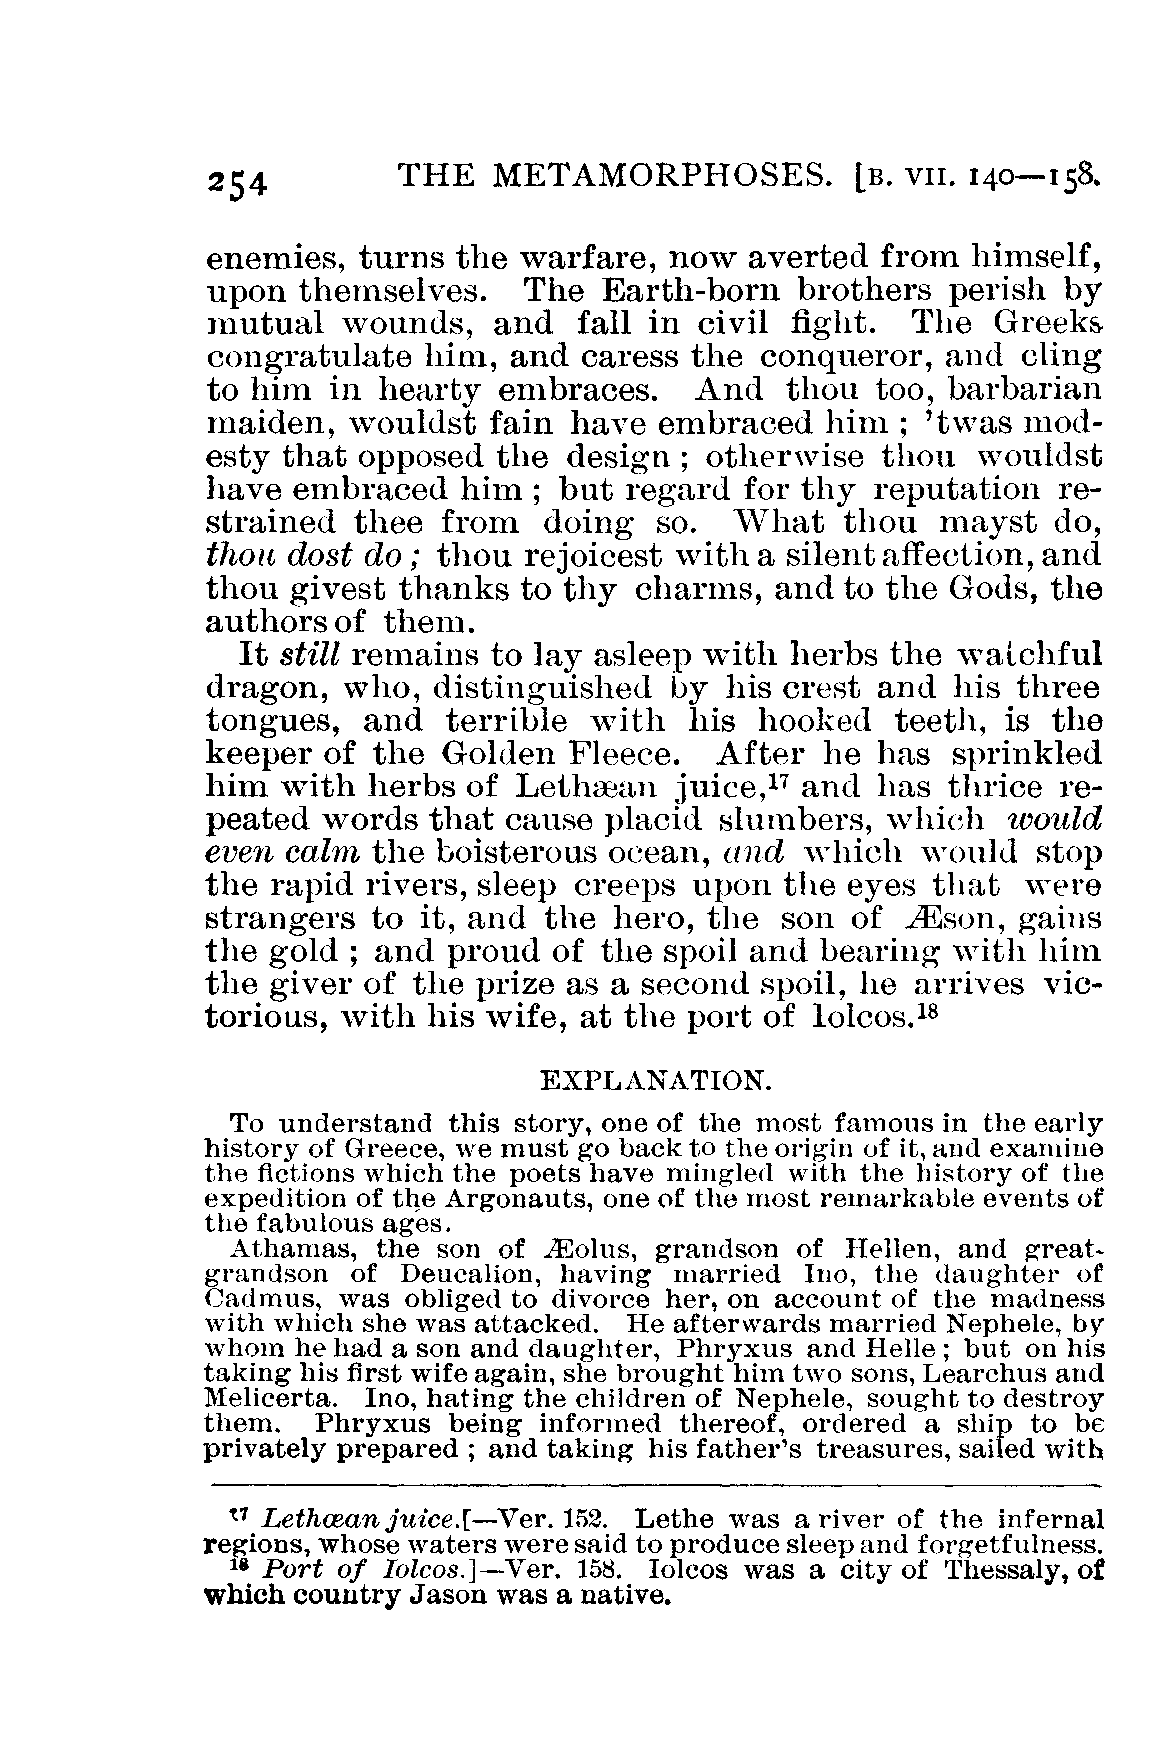 254 THE METAMORPHOSES. [B. VII. 140—158.
enemies, turns the warfare, now averted from himself,
upon themselves. The Earth-born brothers perish by
mutual wounds, and fall in civil fight. The Greeks
congratulate him, and caress the conqueror, and cling
to him in hearty embraces. And thou too, barbarian
maiden, wouldst fain have embraced him ; 'twas mod-
esty that opposed the design ; otherwise thou wouldst
have embraced him ; but regard for thy reputation re-
strained thee from doing so. What thou mayst do,
thou dost do ; thou rejoicest with a silent affection, and
thou givest thanks to thy charms, and to the Gods, the
authors of them.
It still remains to lay asleep with herbs the watchful
dragon, who, distinguished by his crest and his three
tongues, and terrible with his hooked teeth, is the
keeper of the Golden Fleece. After he has sprinkled
him with herbs of Lethæan juice,¹⁷ and has thrice re-
peated words that cause placid slumbers, which would
even calm the boisterous ocean, and which would stop
the rapid rivers, sleep creeps upon the eyes that were
strangers to it, and the hero, the son of Æson, gains
the gold ; and proud of the spoil and bearing with him
the giver of the prize as a second spoil, he arrives vic-
torious, with his wife, at the port of Iolcos.¹⁸
EXPLANATION.
To understand this story, one of the most famous in the early
history of Greece, we must go back to the origin of it, and examine
the fictions which the poets have mingled with the history of the
expedition of the Argonauts, one of the most remarkable events of
the fabulous ages.
Athamas, the son of Æolus, grandson of Hellen, and great-
grandson of Deucalion, having married Ino, the daughter of
Cadmus, was obliged to divorce her, on account of the madness
with which she was attacked. He afterwards married Nephele, by
whom he had a son and daughter, Phryxus and Helle ; but on his
taking his first wife again, she brought him two sons, Learchus and
Melicerta. Ino, hating the children of Nephele, sought to destroy
them. Phryxus being informed thereof, ordered a ship to be
privately prepared ; and taking his father's treasures, sailed with
¹⁷ Lethœan juice.[—Ver. 152. Lethe was a river of the infernal
regions, whose waters were said to produce sleep and forgetfulness.
¹⁸ Port of Iolcos.]—Ver. 158. Iolcos was a city of Thessaly, of
which country Jason was a native.